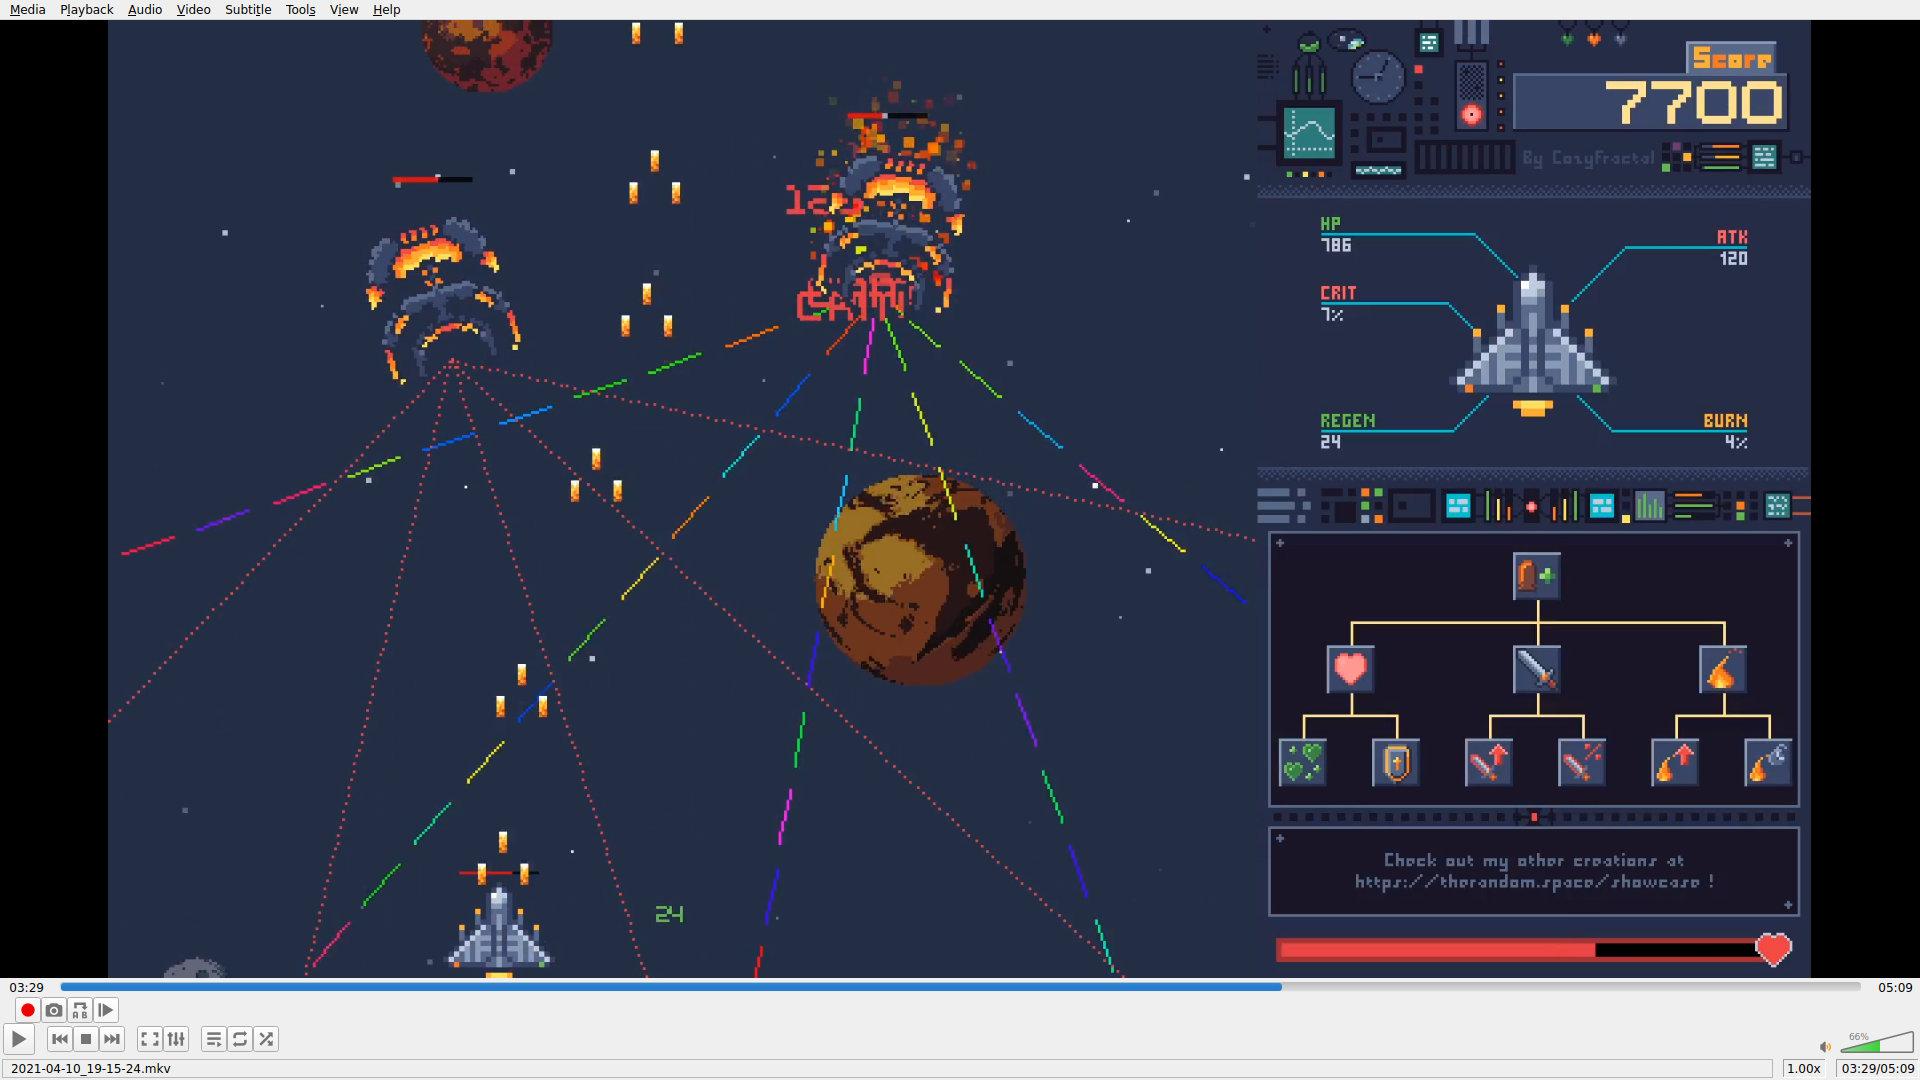 Media Playback Audio Video Subtitle Tools View Help
Score
7700
By CozyFractal
HP
786
ATK
120
CRIT
7%
REGEN
24
BURN
4%
24
Check out my other creations at
https://therandom.space/showcase !
03:29
05:09
A B
66%
2021-04-10_19-15-24.mkv
1.00x
03:29/05:09